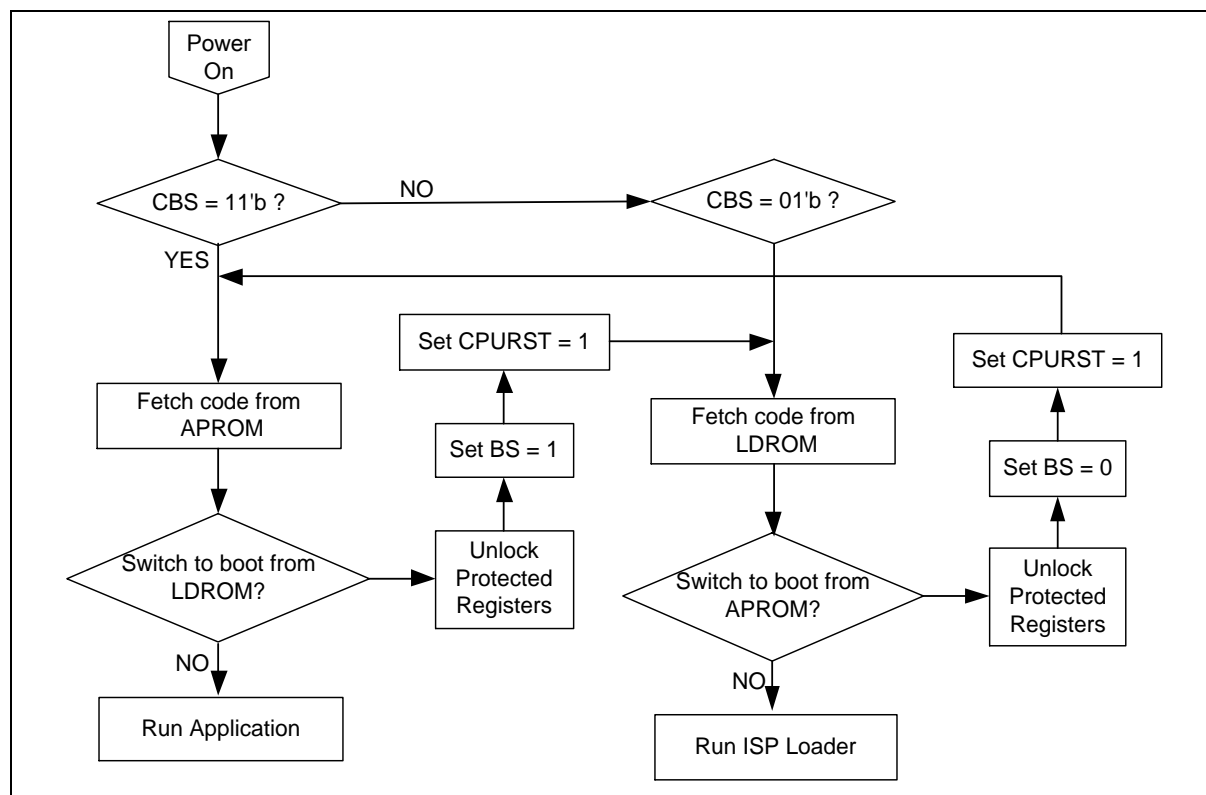 Power
On
CBS = 11'b ?
NO
CBS = 01'b ?
YES
Set CPURST = 1
Set CPURST = 1
Fetch code from
APROM
Fetch code from
LDROM
Set BS = 1
Set BS = 0
Switch to boot from
LDROM?
Unlock
Protected
Registers
Switch to boot from
APROM?
Unlock
Protected
Registers
NO
NO
Run Application
Run ISP Loader